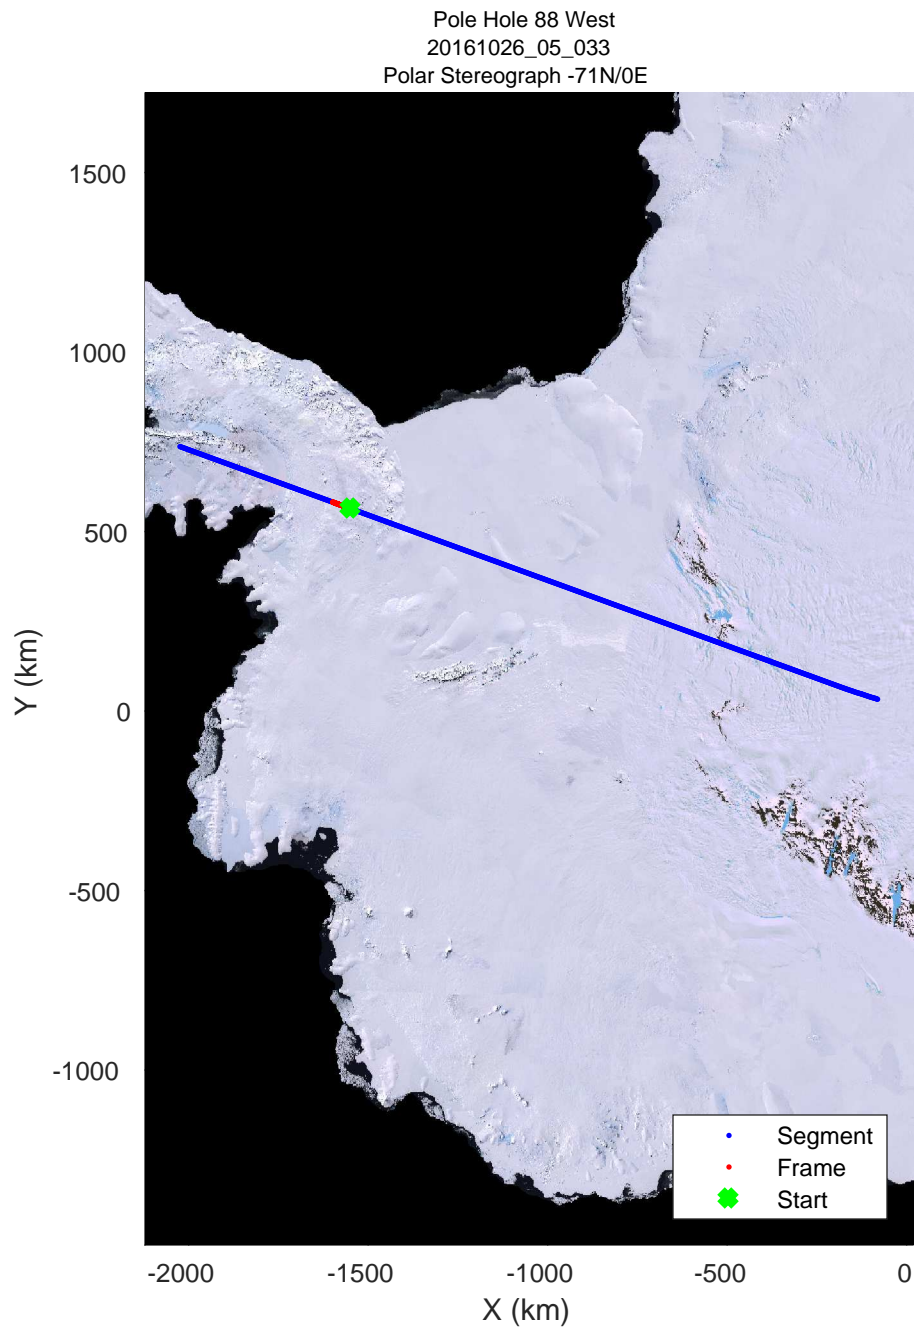 Pole Hole 88 West
20161026_05_033
Polar Stereograph -71N/0E
1500
1000
500
0
-500
-1000
Y (km)
Segment
Frame
Start
-2000 -1500 -1000 -500 0
X (km)